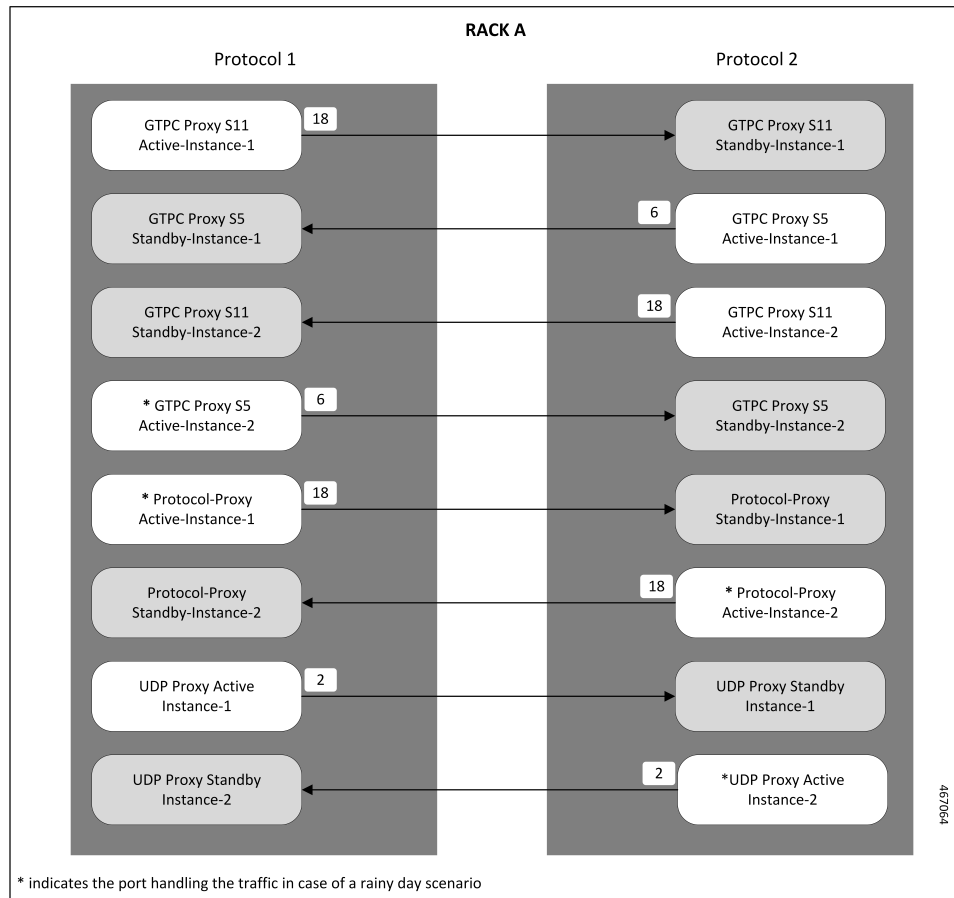 RACK A
Protocol 1
Protocol 2
GTPC Proxy S11
Active-Instance-1
18
GTPC Proxy S11
Standby-Instance-1
GTPC Proxy S5
Standby-Instance-1
6
GTPC Proxy S5
Active-Instance-1
GTPC Proxy S11
Standby-Instance-2
18
GTPC Proxy S11
Active-Instance-2
* GTPC Proxy S5
Active-Instance-2
6
GTPC Proxy S5
Standby-Instance-2
* Protocol-Proxy
Active-Instance-1
18
Protocol-Proxy
Standby-Instance-1
Protocol-Proxy
Standby-Instance-2
18
* Protocol-Proxy
Active-Instance-2
UDP Proxy Active
Instance-1
2
UDP Proxy Standby
Instance-1
UDP Proxy Standby
Instance-2
2
*UDP Proxy Active
Instance-2
467064
* indicates the port handling the traffic in case of a rainy day scenario